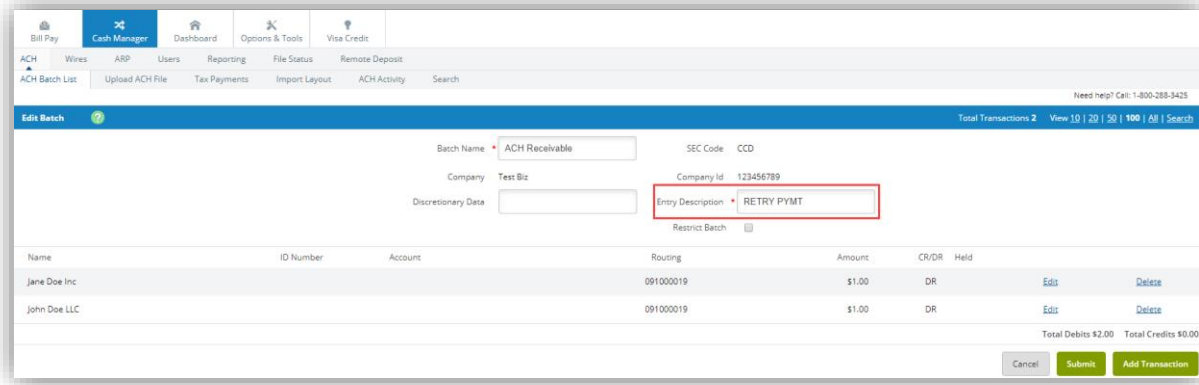 Bill Pay Cash Manager Dashboard Options & Tools Visa Credit
ACH Wires ARP Users Reporting File Status Remote Deposit
ACH Batch List Upload ACH File Tax Payments Import Layout ACH Activity Search
Need help? Call: 1-800-288-3425
Edit Batch ? Total Transactions 2 View 10 | 20 | 50 | 100 | All | Search
Batch Name * ACH Receivable SEC Code CCD
Company Test Biz Company Id 123456789
Discretionary Data Entry Description * RETRY PYMT
Restrict Batch
Name ID Number Account Routing Amount CR/DR Held
Jane Doe Inc 091000019 $1.00 DR Edit Delete
John Doe LLC 091000019 $1.00 DR Edit Delete
Total Debits $2.00 Total Credits $0.00
Cancel Submit Add Transaction